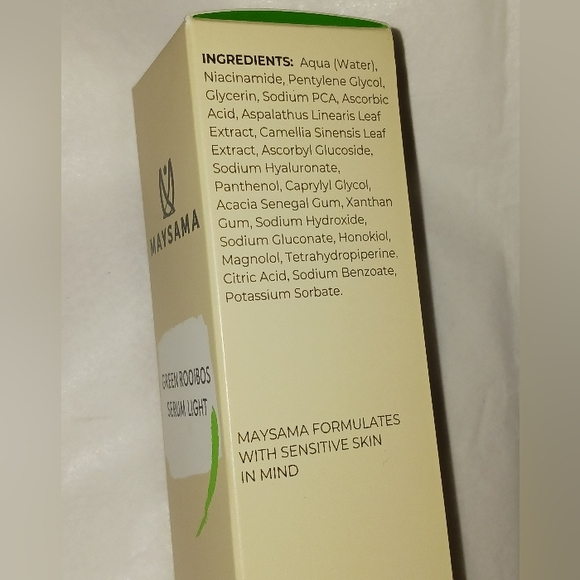 INGREDIENTS: Aqua (Water),
Niacinamide, Pentylene Glycol,
Glycerin, Sodium PCA, Ascorbic
Acid, Aspalathus Linearis Leaf
Extract, Camellia Sinensis Leaf
Extract, Ascorbyl Glucoside,
Sodium Hyaluronate,
Panthenol, Caprylyl Glycol,
Acacia Senegal Gum, Xanthan
Gum, Sodium Hydroxide,
Sodium Gluconate, Honokiol,
Magnolol, Tetrahydropiperine,
Citric Acid, Sodium Benzoate,
Potassium Sorbate.
MAYSAMA FORMULATES
WITH SENSITIVE SKIN
IN MIND
MAYSAMA
GREEN ROOIBOS
SERUM LIGHT